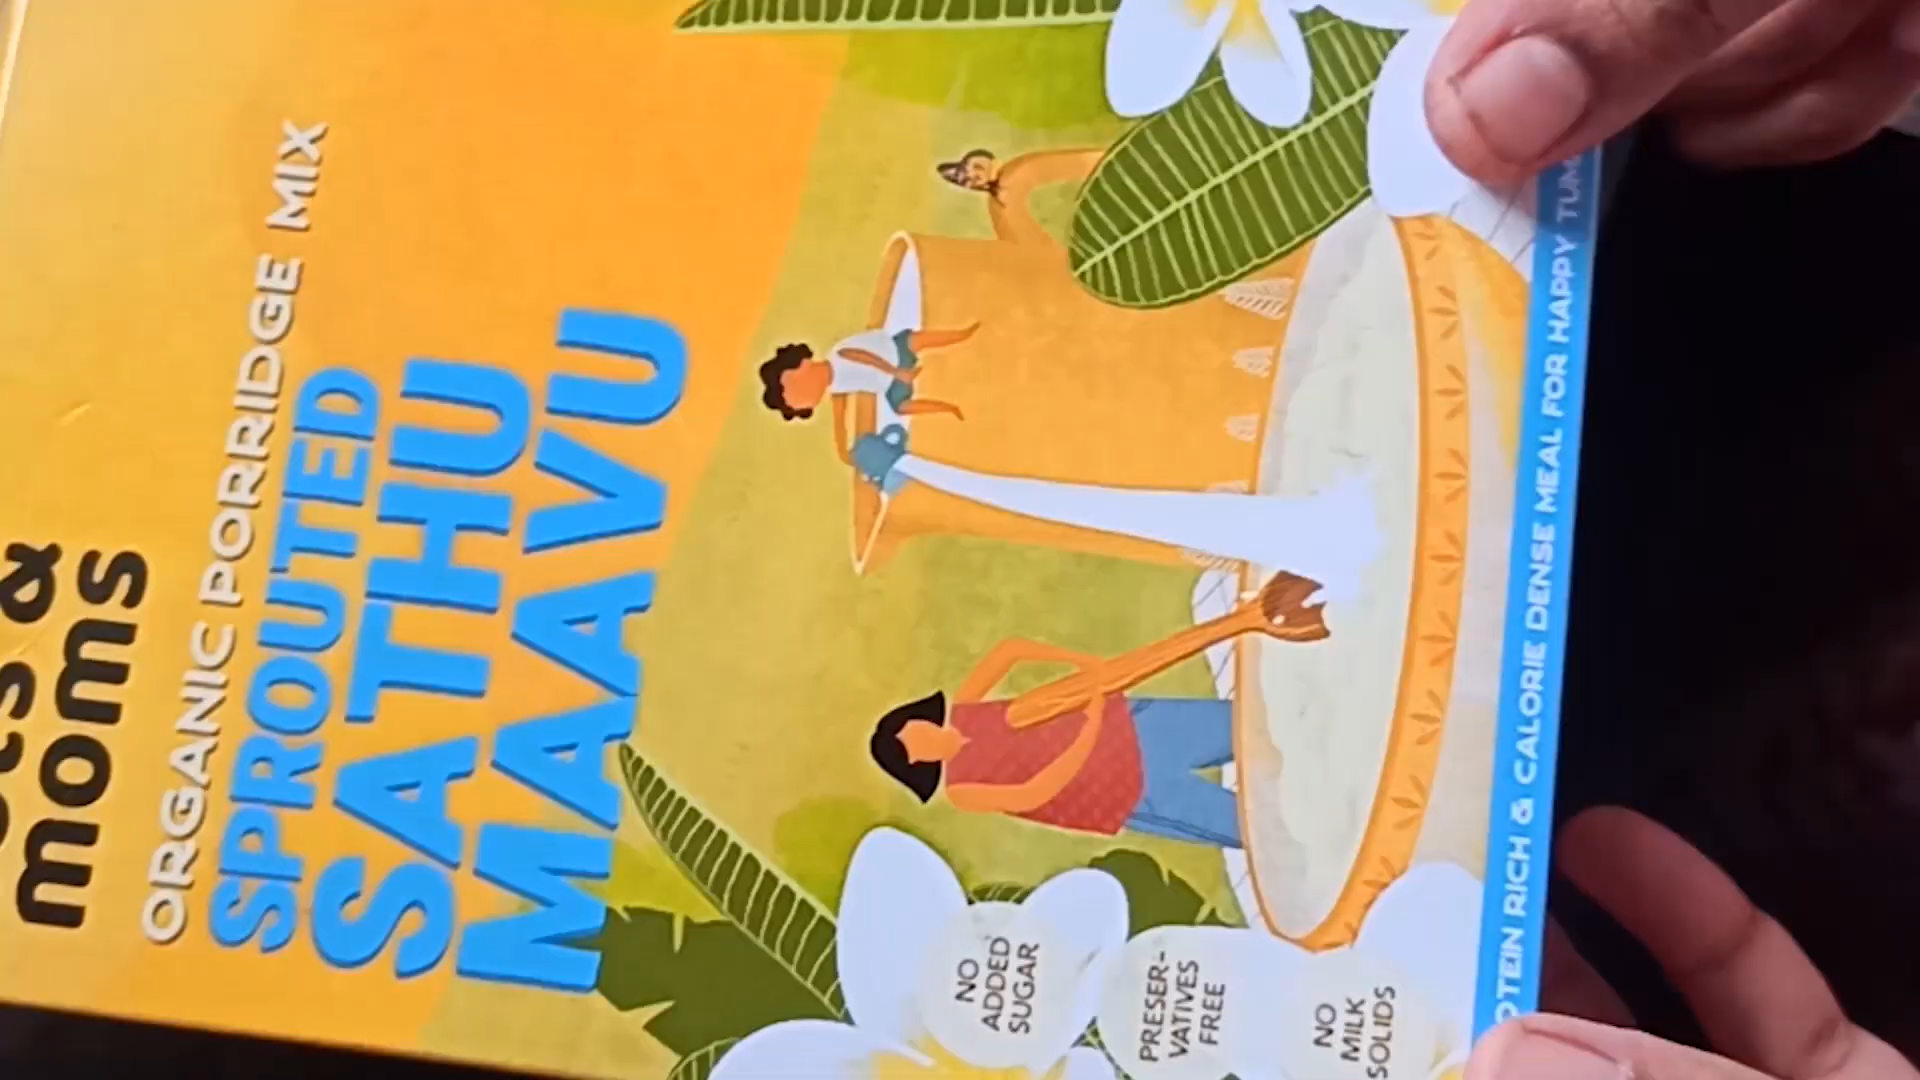 &
moms
ORGANIC PORRIDGE MIX
SPROUTED
SATHU
MAAVU
NO
ADDED
SUGAR
PRESER-
VATIVES
FREE
NO
MILK
SOLIDS
RICH & CALORIE DENSE MEAL FOR HAPPY